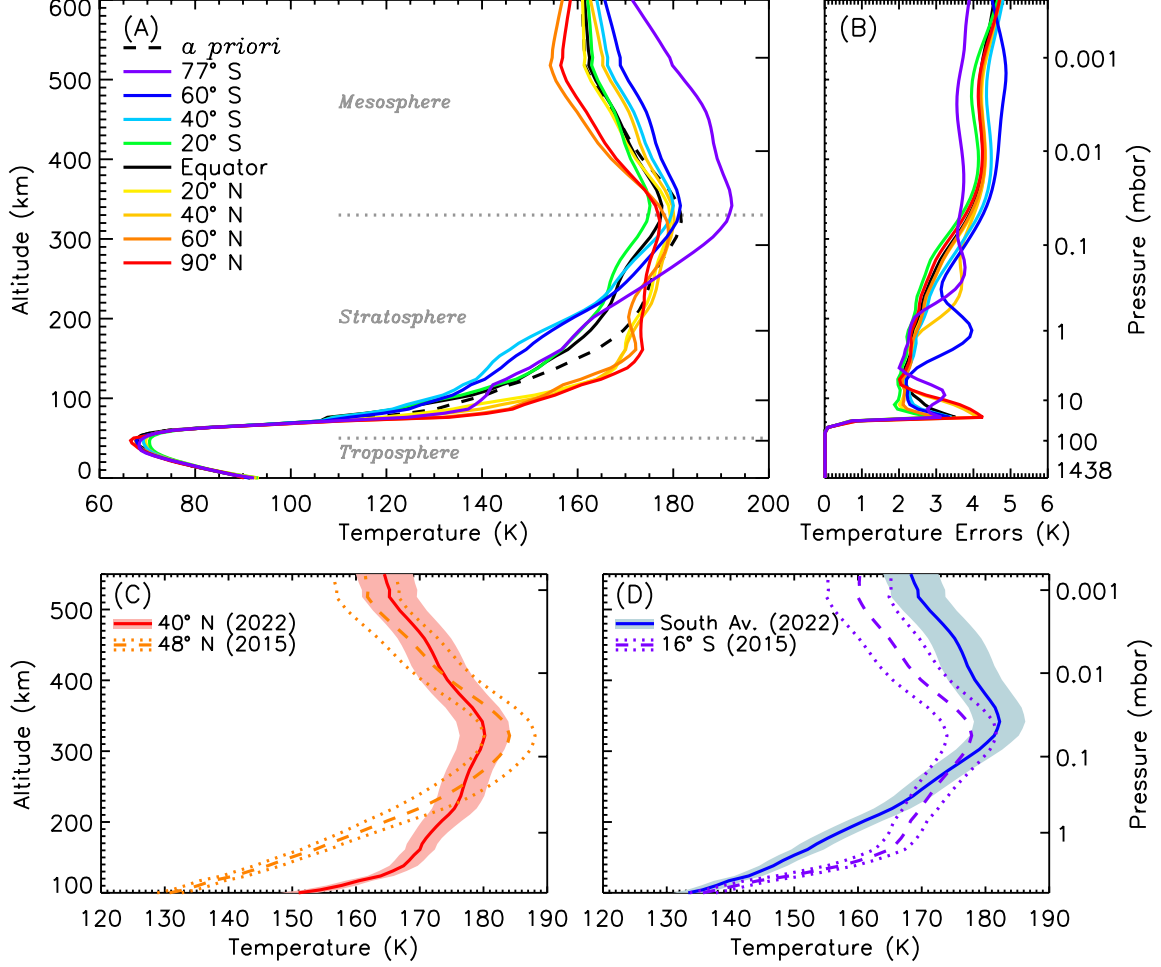 (A)
a priori
77° S
60° S
40° S
20° S
Equator
20° N
40° N
60° N
90° N
Mesosphere
Stratosphere
Troposphere
600
500
400
300
200
100
0
Altitude (km)
60 80 100 120 140 160 180 200
Temperature (K)
(B)
0.001
0.01
0.1
1
10
100
1438
Pressure (mbar)
0 1 2 3 4 5 6
Temperature Errors (K)
(C)
40° N (2022)
48° N (2015)
500
400
300
200
100
Altitude (km)
120 130 140 150 160 170 180 190
Temperature (K)
(D)
South Av. (2022)
16° S (2015)
0.001
0.01
0.1
1
Pressure (mbar)
120 130 140 150 160 170 180 190
Temperature (K)